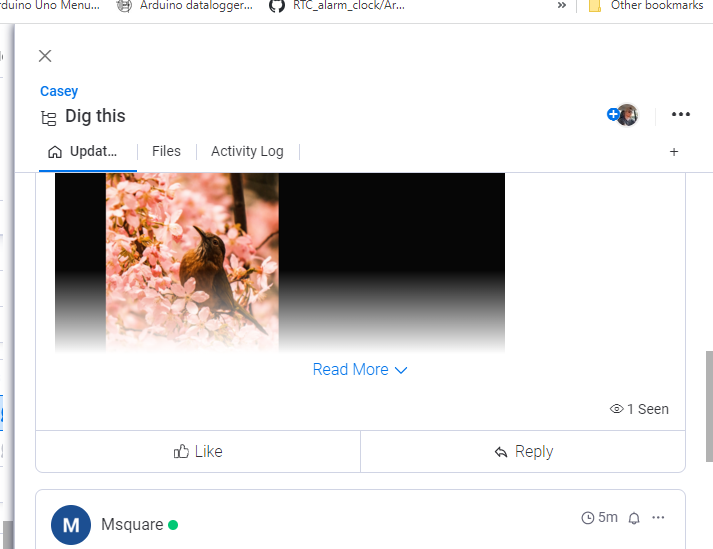 rduino Uno Menu... Arduino datalogger... RTC_alarm_clock/Ar... » Other bookmarks
Casey
Dig this
Updat... Files Activity Log +
Read More
1 Seen
Like Reply
M Msquare 5m